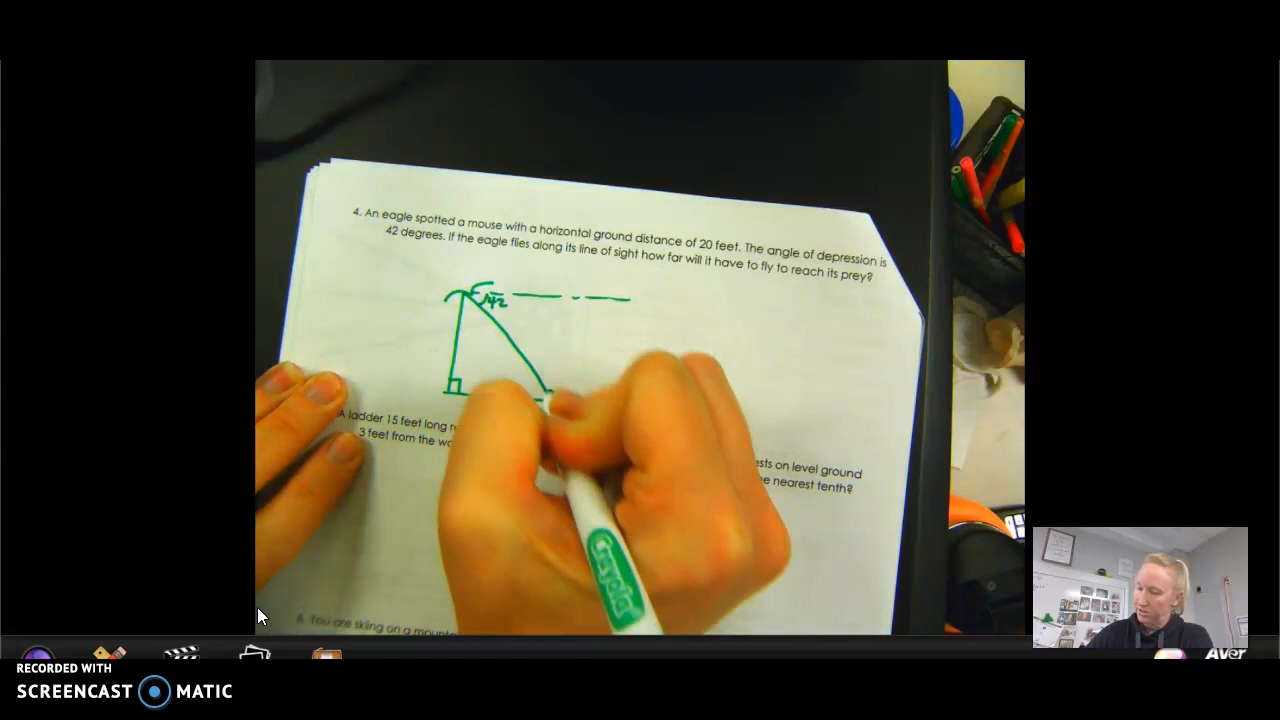 4. An eagle spotted a mouse with a horizontal ground distance of 20 feet. The angle of depression is
42 degrees. If the eagle flies along its line of sight how far will it have to fly to reach its prey?
42
A ladder 15 feet long
ests on level ground
3 feet from the
e nearest tenth?
Crayola
6. You are skiing on a
RECORDED WITH
SCREENCAST MATIC
AVer